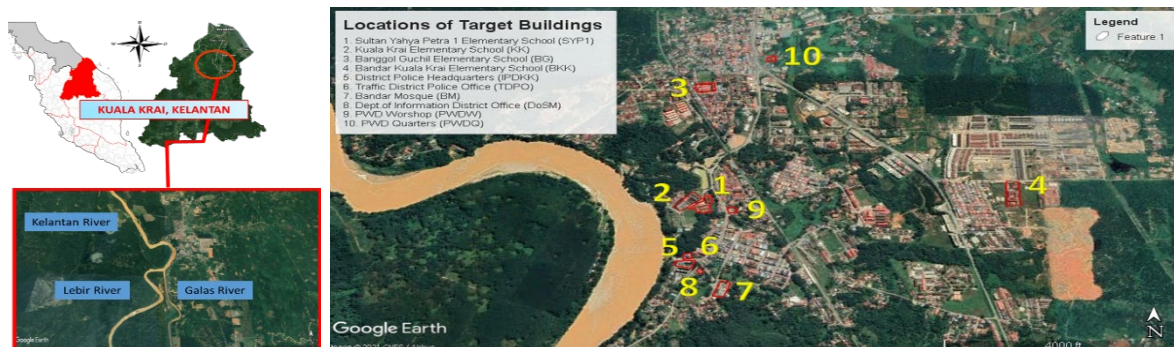 KUALA KRAI, KELANTAN
Kelantan River
Lebir River
Galas River
Google Earth
Locations of Target Buildings
1. Sultan Yahya Petra 1 Elementary School (SYP1)
2. Kuala Krai Elementary School (KK)
3. Banggol Guchil Elementary School (BG)
4. Bandar Kuala Krai Elementary School (BKK)
5. District Police Headquarters (IPDKK)
6. Traffic District Police Office (TDPO)
7. Bandar Mosque (BM)
8. Dept of Information District Office (DoSM)
9. PWD Worshop (PWDW)
10. PWD Quarters (PWDQ)
Legend
Feature 1
10
3
2
1
4
9
5
6
8
7
Google Earth
N
4000 ft